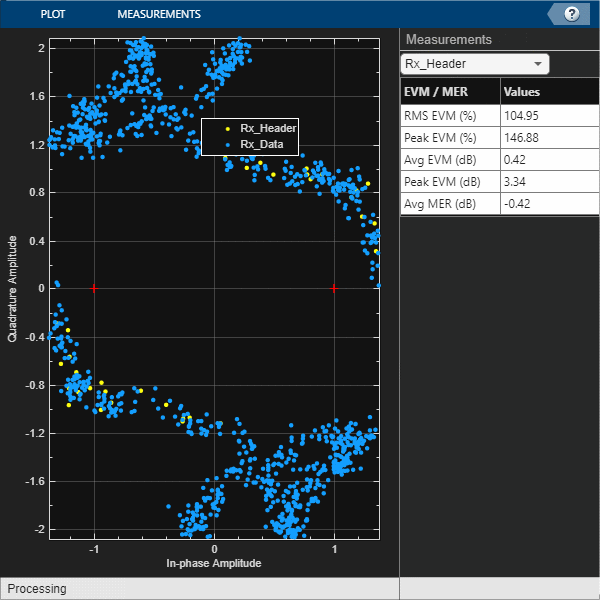 PLOT MEASUREMENTS ?
Measurements
Rx_Header
EVM / MER Values
RMS EVM (%) 104.95
Peak EVM (%) 146.88
Avg EVM (dB) 0.42
Peak EVM (dB) 3.34
Avg MER (dB) -0.42
Rx_Header
Rx_Data
Quadrature Amplitude
2
1.6
1.2
0.8
0.4
0
-0.4
-0.8
-1.2
-1.6
-2
-1 0 1
In-phase Amplitude
Processing